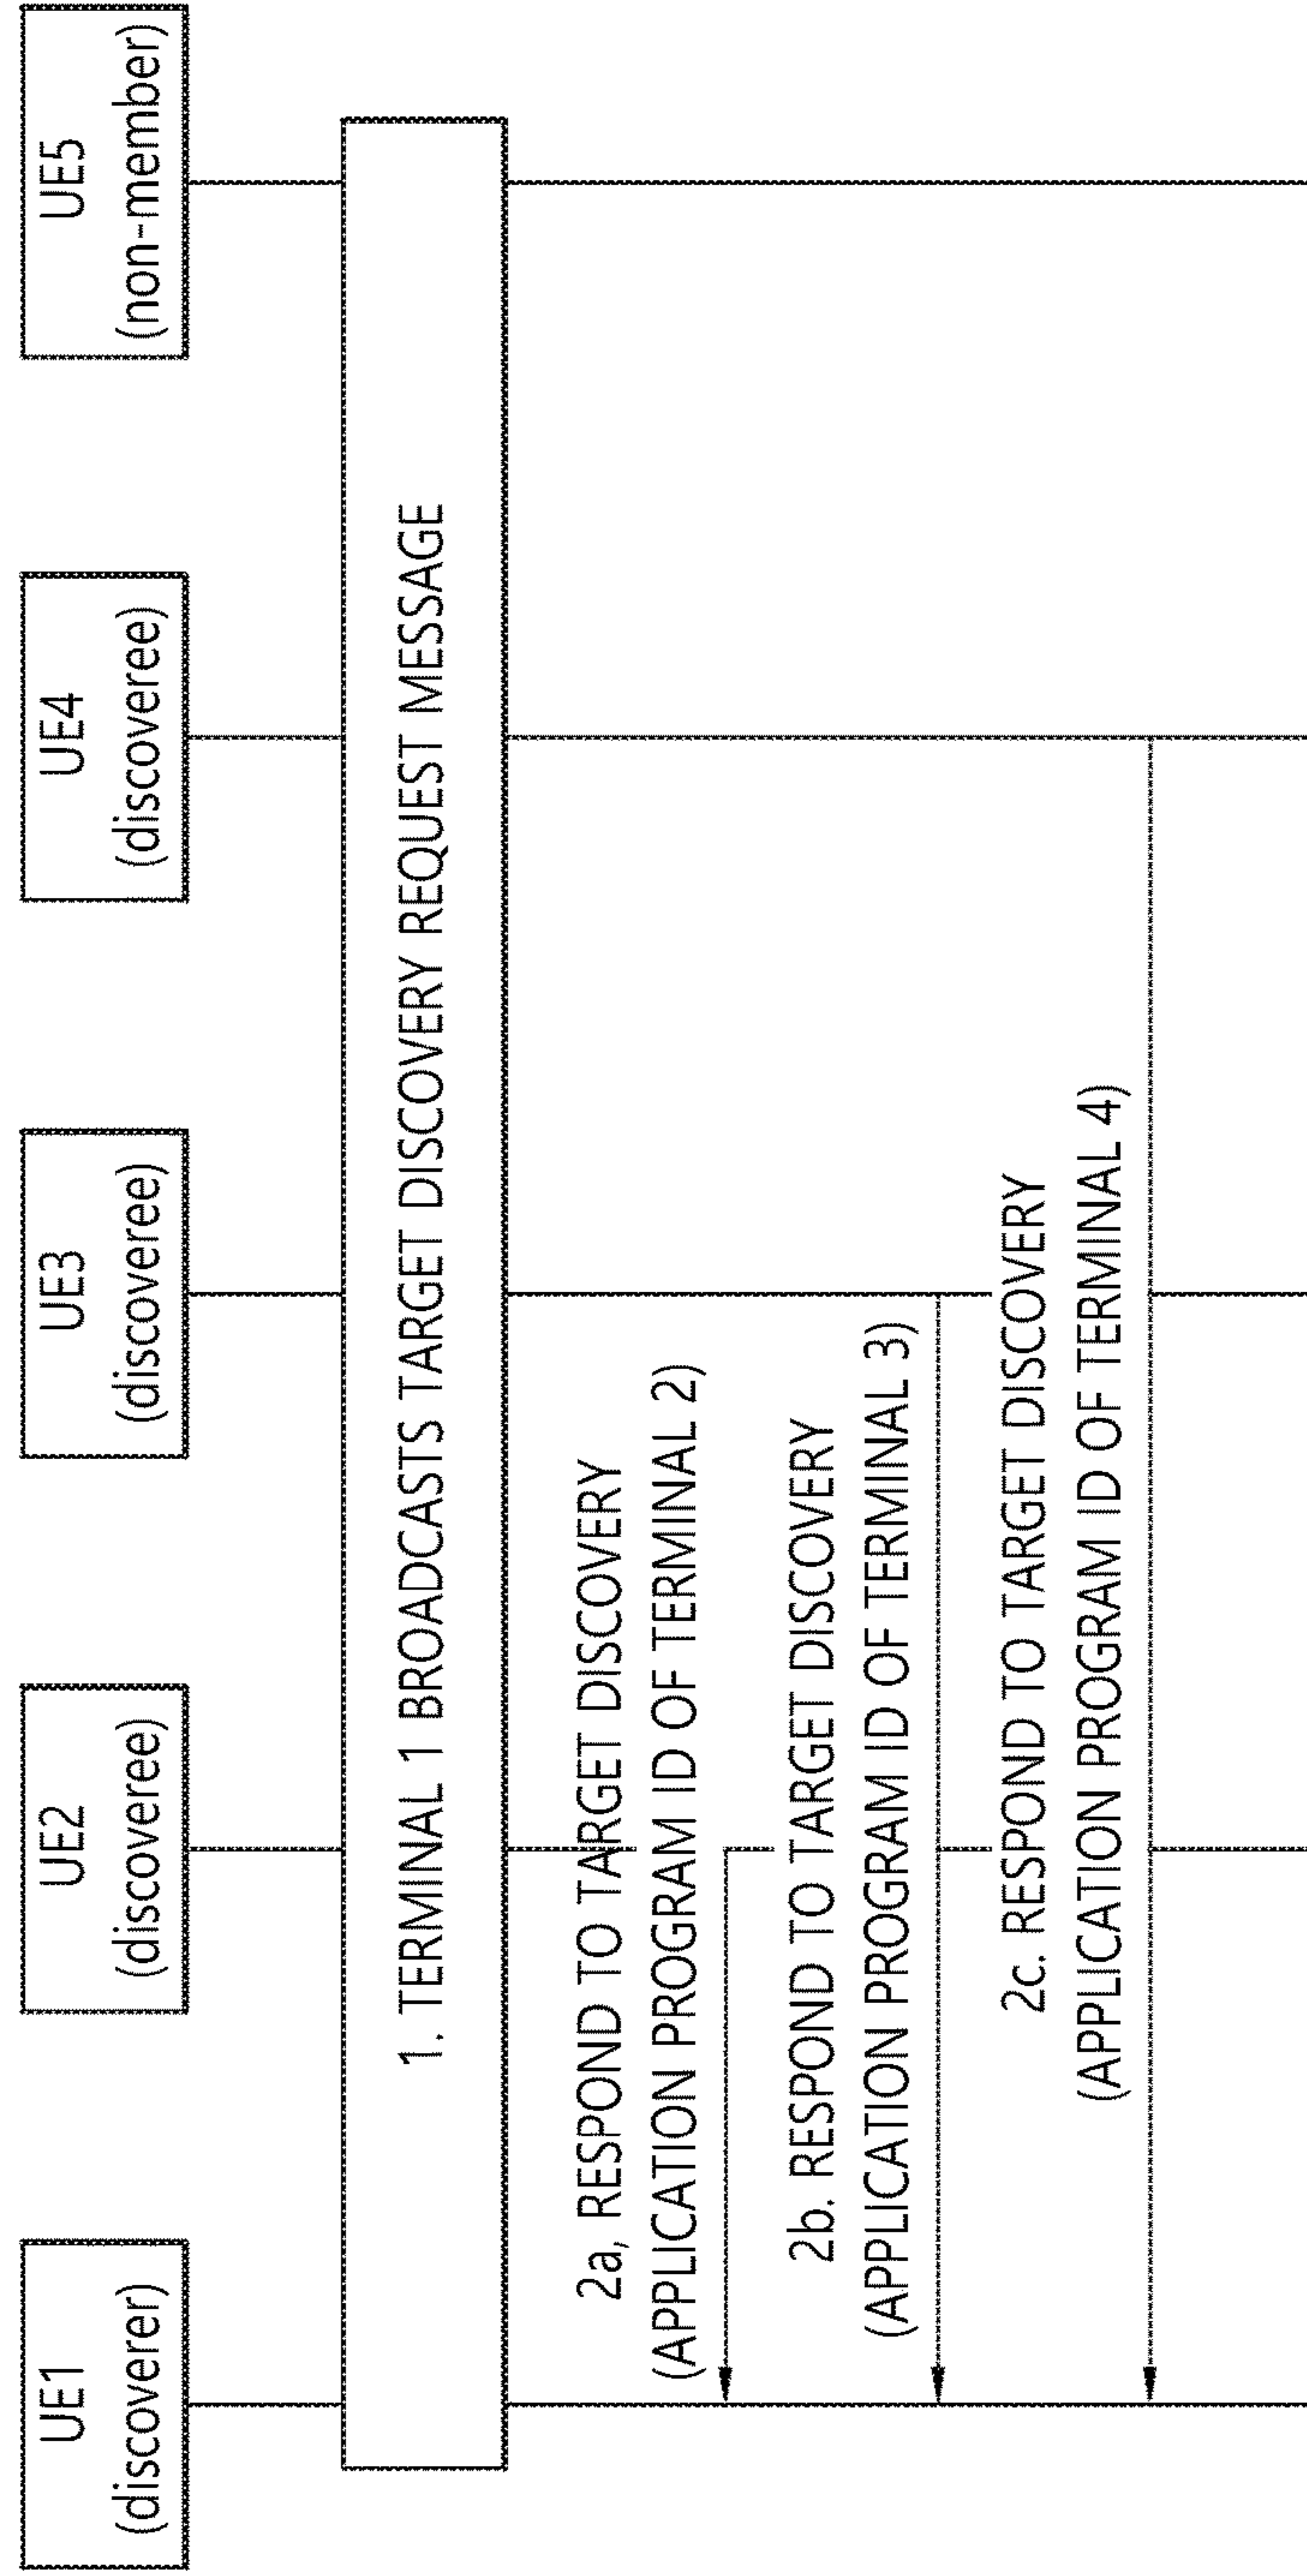 UE1
(discoverer)
UE2
(discoveree)
UE3
(discoveree)
UE4
(discoveree)
UE5
(non-member)
1. TERMINAL 1 BROADCASTS TARGET DISCOVERY REQUEST MESSAGE
2a, RESPOND TO TARGET DISCOVERY
(APPLICATION PROGRAM ID OF TERMINAL 2)
2b. RESPOND TO TARGET DISCOVERY
(APPLICATION PROGRAM ID OF TERMINAL 3)
2c. RESPOND TO TARGET DISCOVERY
(APPLICATION PROGRAM ID OF TERMINAL 4)